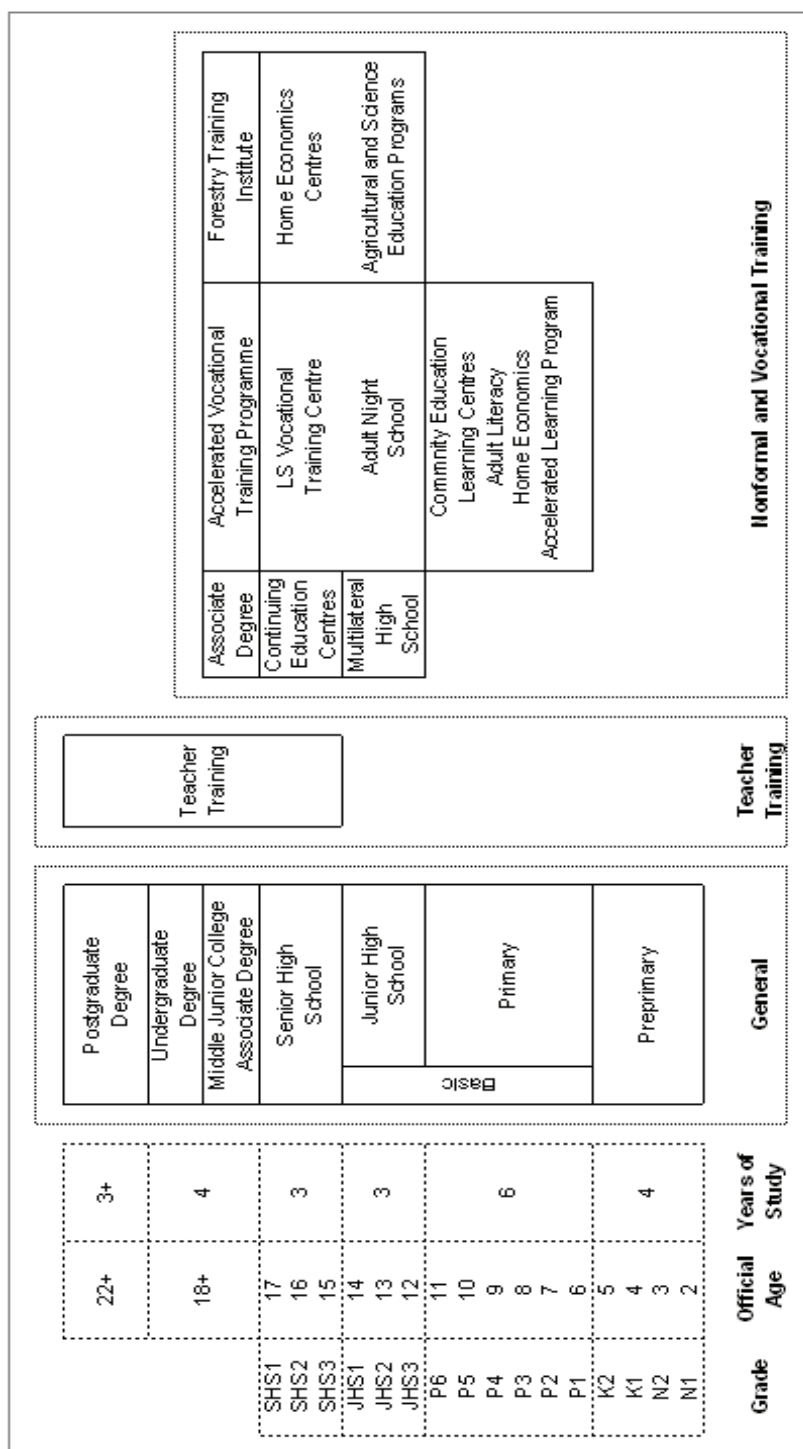 22+
3+
Postgraduate
Degree
18+
4
Undergraduate
Degree
Middle Junior College
Associate Degree
Teacher
Training
Associate
Degree
Accelerated Vocational
Training Programme
Forestry Training
Institute
SHS1
17
SHS2
16
SHS3
15
3
Senior High
School
Continuing
Education
Centres
LS Vocational
Training Centre
Home Economics
Centres
JHS1
14
JHS2
13
JHS3
12
3
Basic
Junior High
School
Multilateral
High
School
Adult Night
School
Agricultural and Science
Education Programs
P6
11
P5
10
P4
9
P3
8
P2
7
P1
6
6
Primary
Commnity Education
Learning Centres
Adult Literacy
Home Economics
Accelerated Learning Program
K2
5
K1
4
N2
3
N1
2
4
Preprimary
Grade
Official
Age
Years of
Study
General
Teacher
Training
Nonformal and Vocational Training